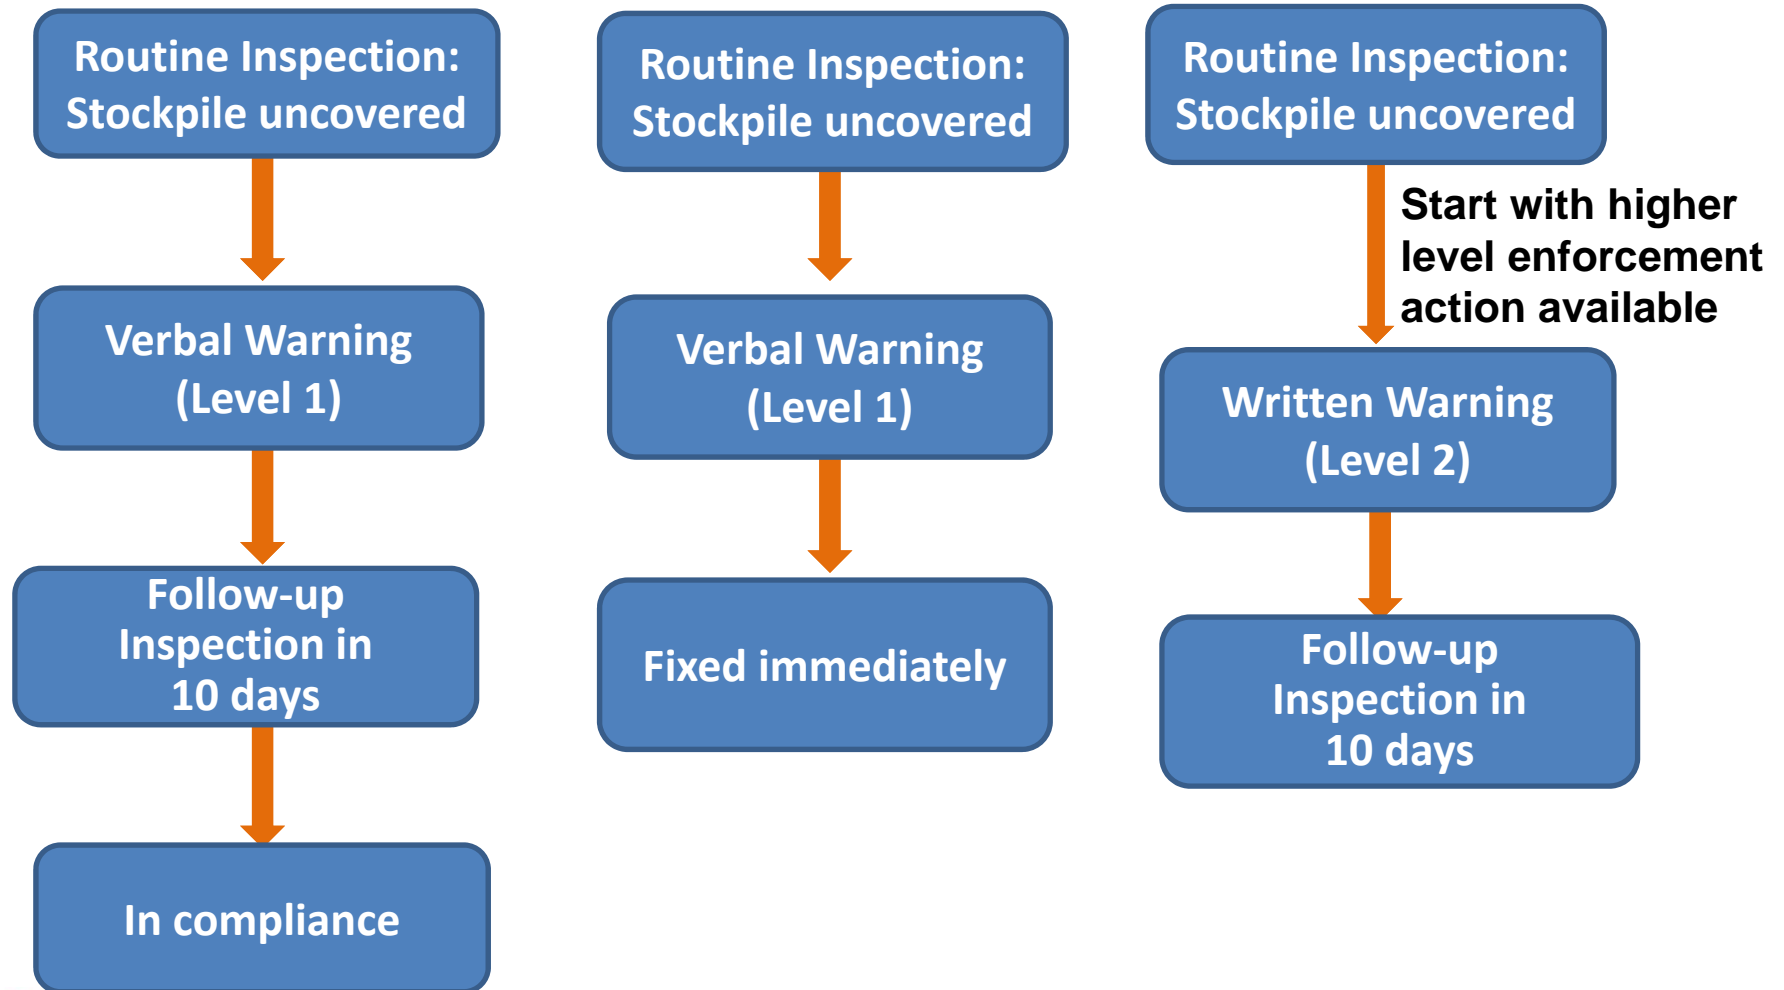 Routine Inspection:
Stockpile uncovered
Verbal Warning
(Level 1)
Follow-up
Inspection in
10 days
In compliance
Routine Inspection:
Stockpile uncovered
Verbal Warning
(Level 1)
Fixed immediately
Routine Inspection:
Stockpile uncovered
Start with higher
level enforcement
action available
Written Warning
(Level 2)
Follow-up
Inspection in
10 days